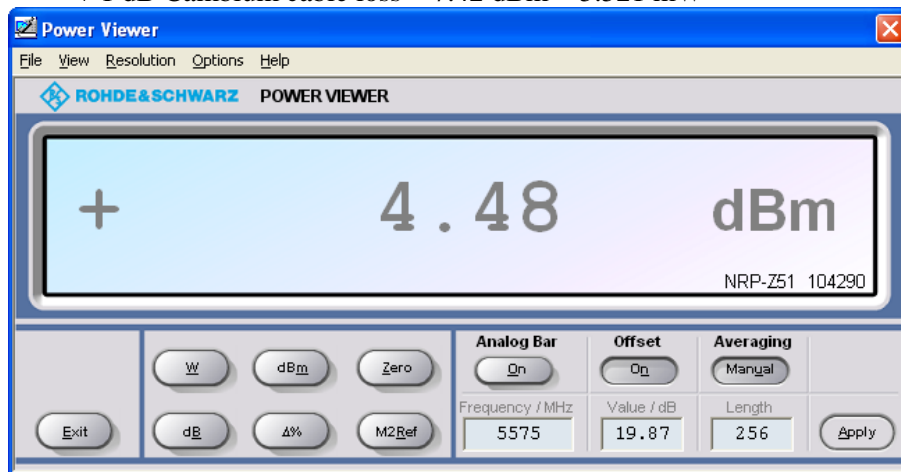 Power Viewer
File View Resolution Options Help
ROHDE&SCHWARZ POWER VIEWER
+ 4.48 dBm
NRP-Z51 104290
Analog Bar Offset Averaging
W dBm Zero On On Manual
Frequency / MHz Value / dB Length
Exit dB Δ% M2Ref 5575 19.87 256 Apply